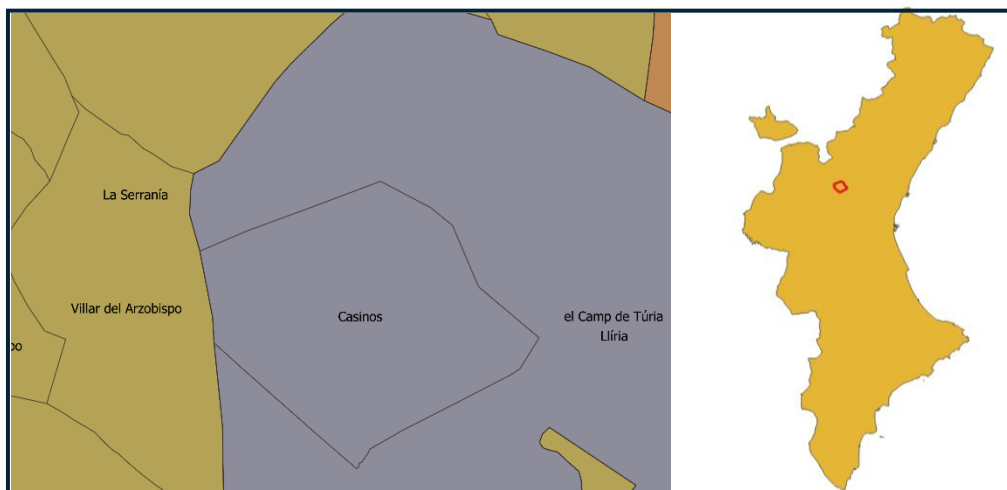 La Serranía
Villar del Arzobispo
Casinos
el Camp de Túria
Llíria